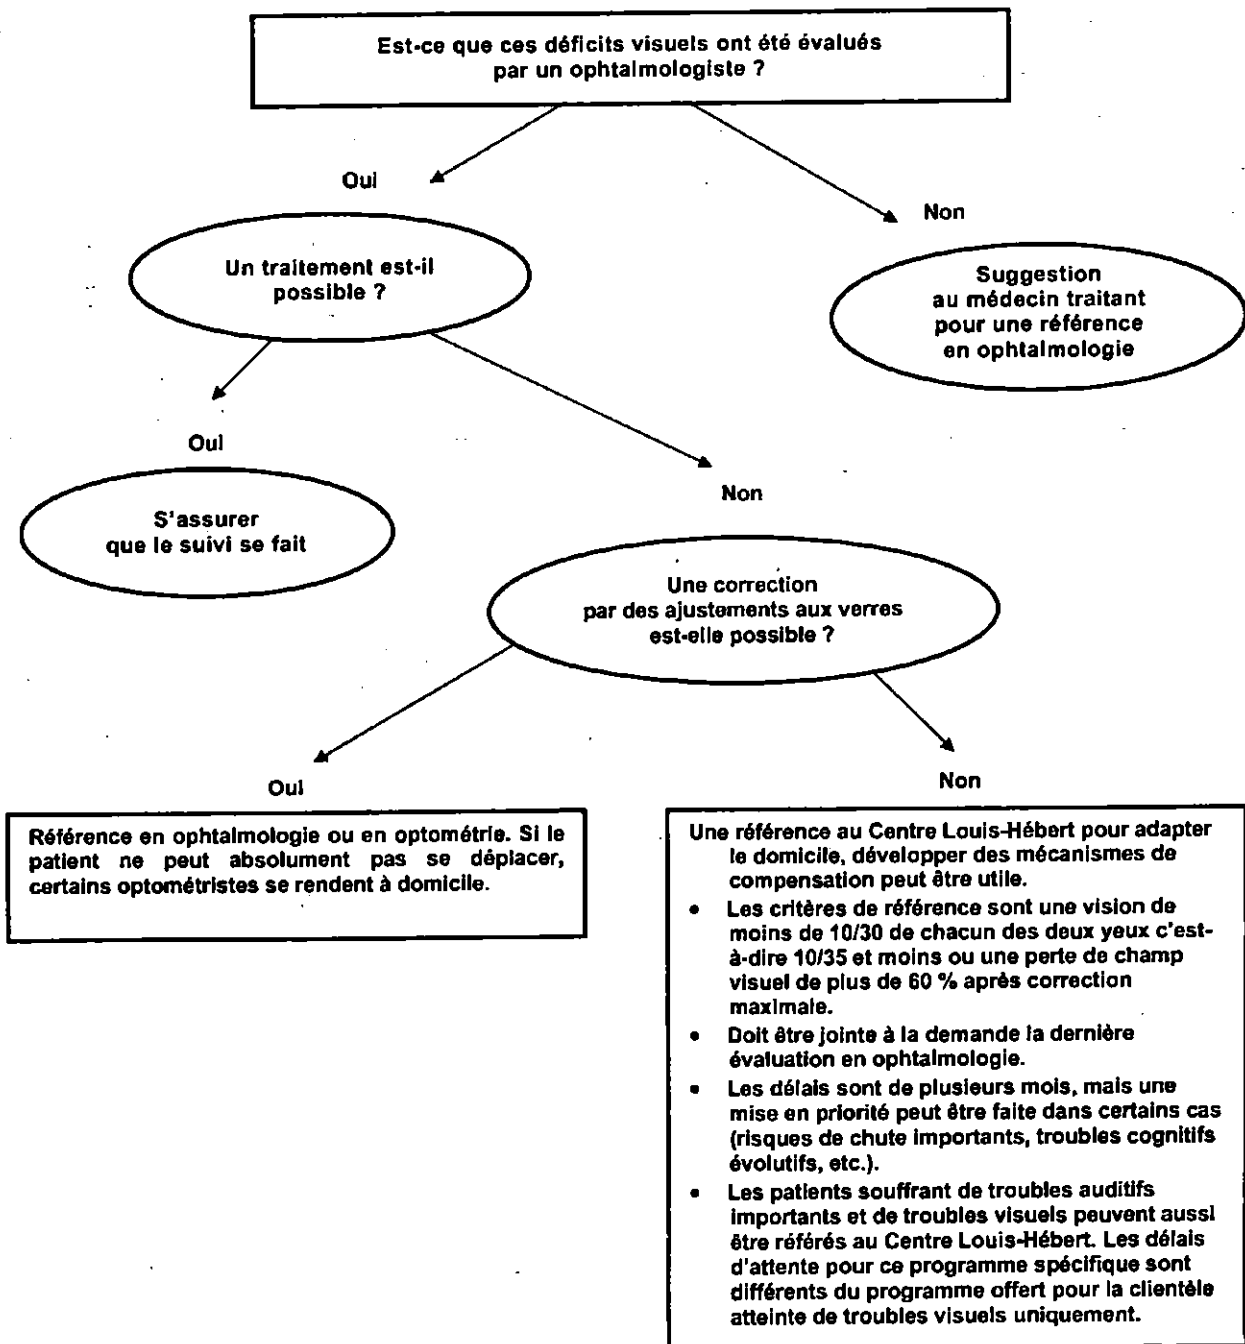 Est-ce que ces déficits visuels ont été évalués
par un ophtalmologiste ?
Oui
Non
Un traitement est-il
possible ?
Suggestion
au médecin traitant
pour une référence
en ophtalmologie
Oui
Non
S'assurer
que le suivi se fait
Une correction
par des ajustements aux verres
est-elle possible ?
Oui
Non
Référence en ophtalmologie ou en optométrie. Si le
patient ne peut absolument pas se déplacer,
certains optométristes se rendent à domicile.
Une référence au Centre Louis-Hébert pour adapter
le domicile, développer des mécanismes de
compensation peut être utile.
• Les critères de référence sont une vision de
moins de 10/30 de chacun des deux yeux c'est-
à-dire 10/35 et moins ou une perte de champ
visuel de plus de 60 % après correction
maximale.
• Doit être jointe à la demande la dernière
évaluation en ophtalmologie.
• Les délais sont de plusieurs mois, mais une
mise en priorité peut être faite dans certains cas
(risques de chute importants, troubles cognitifs
évolutifs, etc.).
• Les patients souffrant de troubles auditifs
importants et de troubles visuels peuvent aussi
être référés au Centre Louis-Hébert. Les délais
d'attente pour ce programme spécifique sont
différents du programme offert pour la clientèle
atteinte de troubles visuels uniquement.